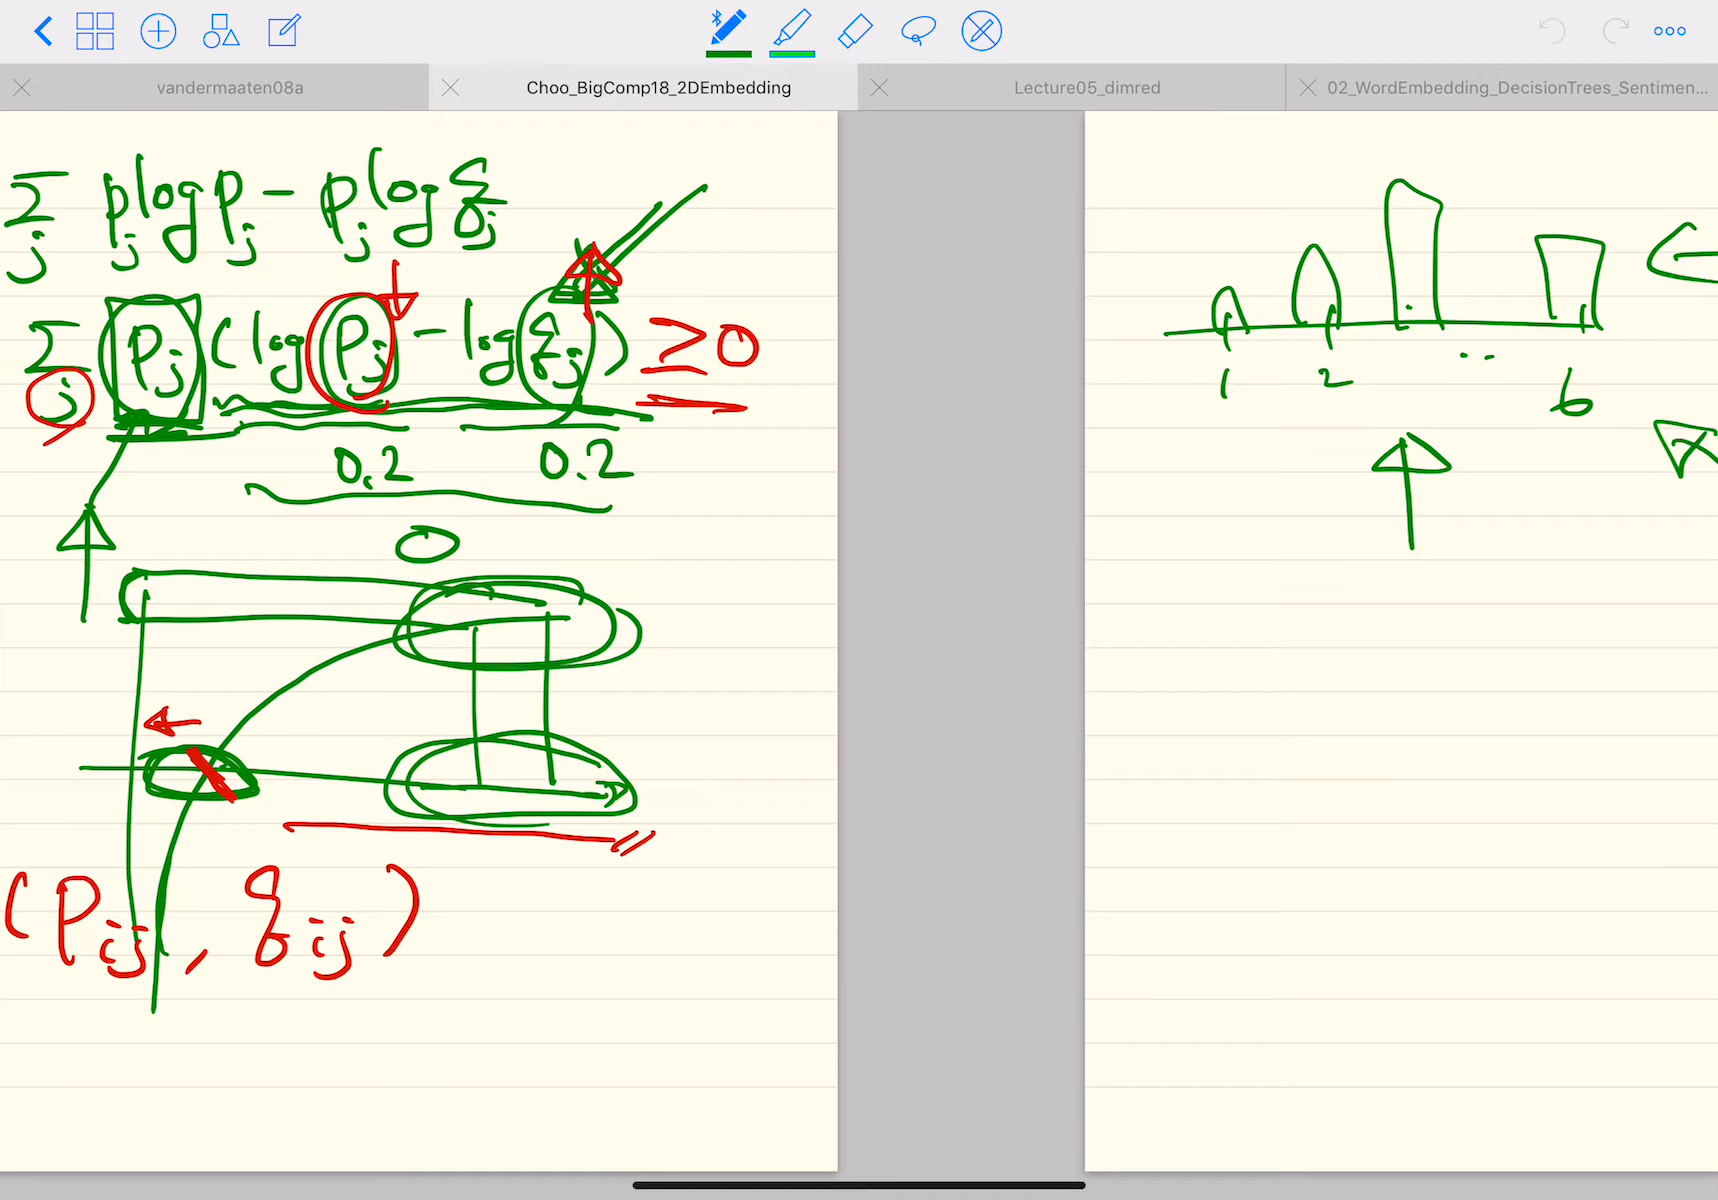 vandermaaten08a
Choo_BigComp18_2DEmbedding
Lecture05_dimred
02_WordEmbedding_DecisionTrees_Sentimen...
Σ_j p_j log p_j - p_j log q_j
Σ_j p_j (log p_j - log q_j) ≥ 0
0.2 0.2
0
(P_ij, q_ij)
1 2 .. 6